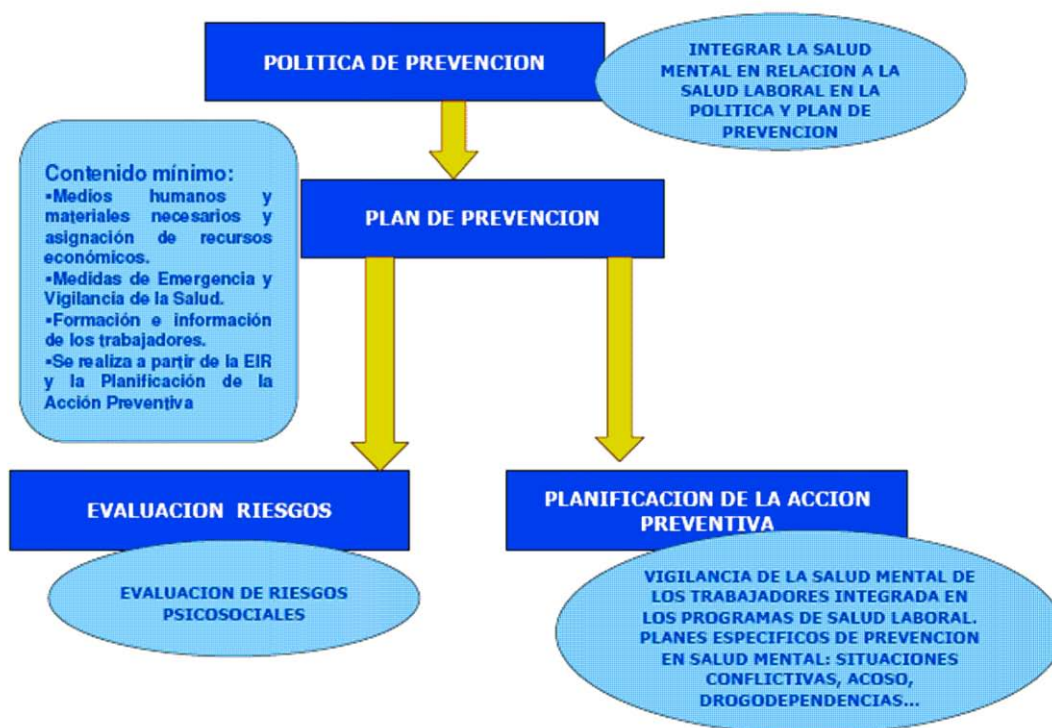 POLITICA DE PREVENCION
INTEGRAR LA SALUD
MENTAL EN RELACION A LA
SALUD LABORAL EN LA
POLITICA Y PLAN DE
PREVENCION
Contenido mínimo:
▪Medios humanos y
materiales necesarios y
asignación de recursos
económicos.
▪Medidas de Emergencia y
Vigilancia de la Salud.
▪Formación e información
de los trabajadores.
▪Se realiza a partir de la EIR
y la Planificación de la
Acción Preventiva
PLAN DE PREVENCION
EVALUACION RIESGOS
EVALUACION DE RIESGOS
PSICOSOCIALES
PLANIFICACION DE LA ACCION
PREVENTIVA
VIGILANCIA DE LA SALUD MENTAL DE
LOS TRABAJADORES INTEGRADA EN
LOS PROGRAMAS DE SALUD LABORAL.
PLANES ESPECIFICOS DE PREVENCION
EN SALUD MENTAL: SITUACIONES
CONFLICTIVAS, ACOSO,
DROGODEPENDENCIAS...